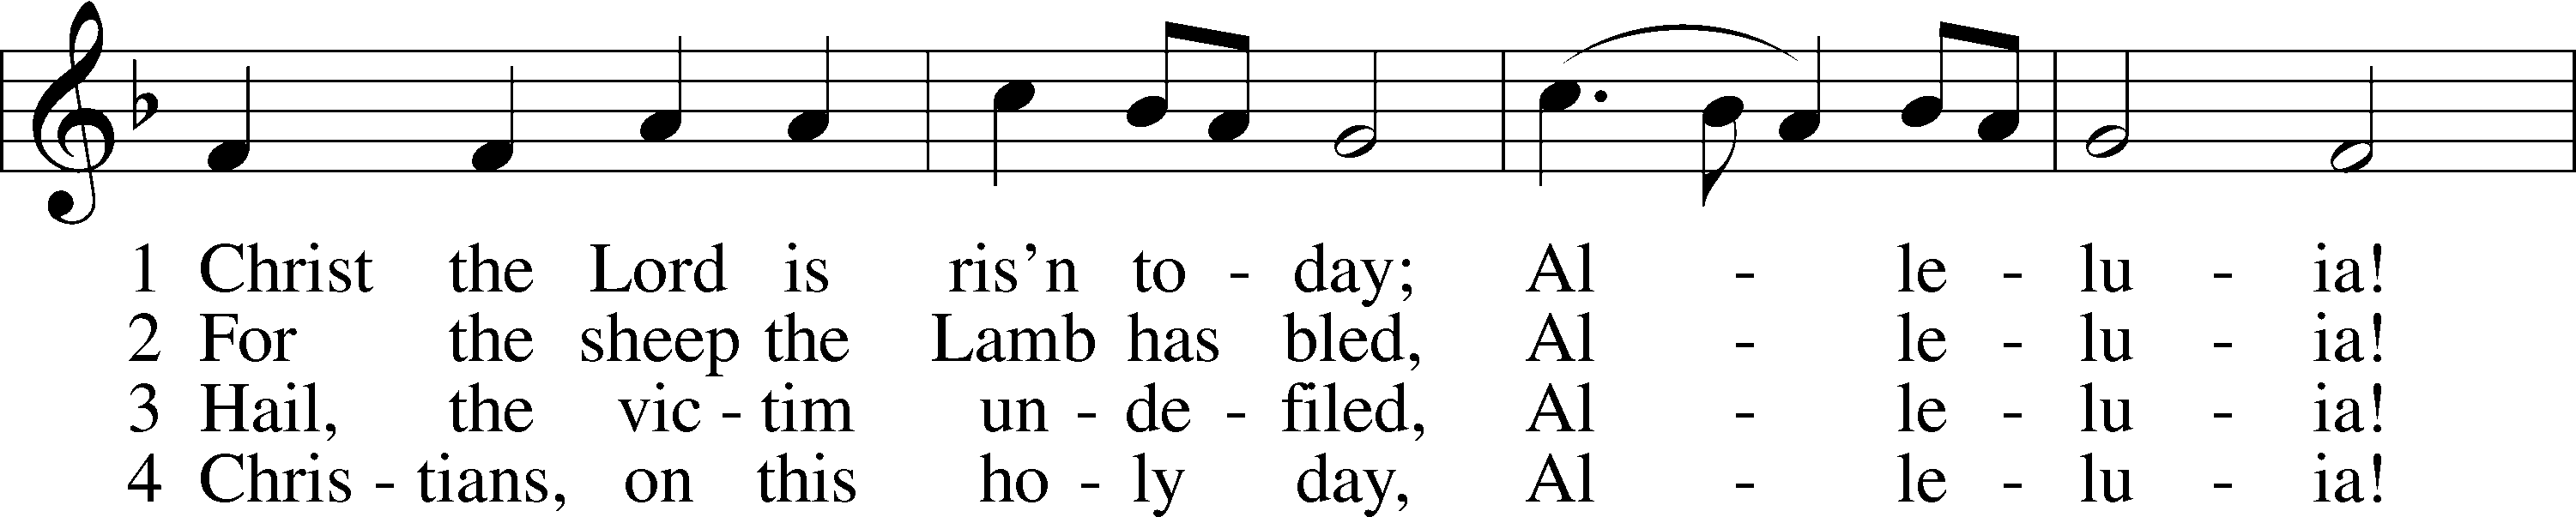 1 Christ the Lord is ris’n to - day; Al - le - lu - ia!
2 For the sheep the Lamb has bled, Al - le - lu - ia!
3 Hail, the vic - tim un - de - filed, Al - le - lu - ia!
4 Chris - tians, on this ho - ly day, Al - le - lu - ia!